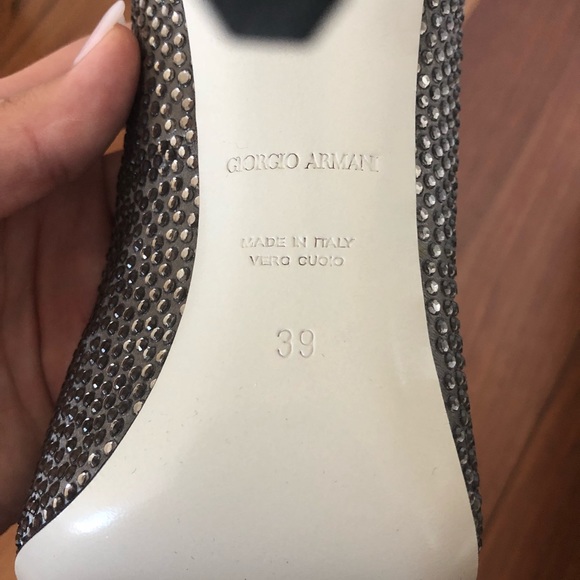 GIORGIO ARMANI
MADE IN ITALY
VERO CUOIO
39